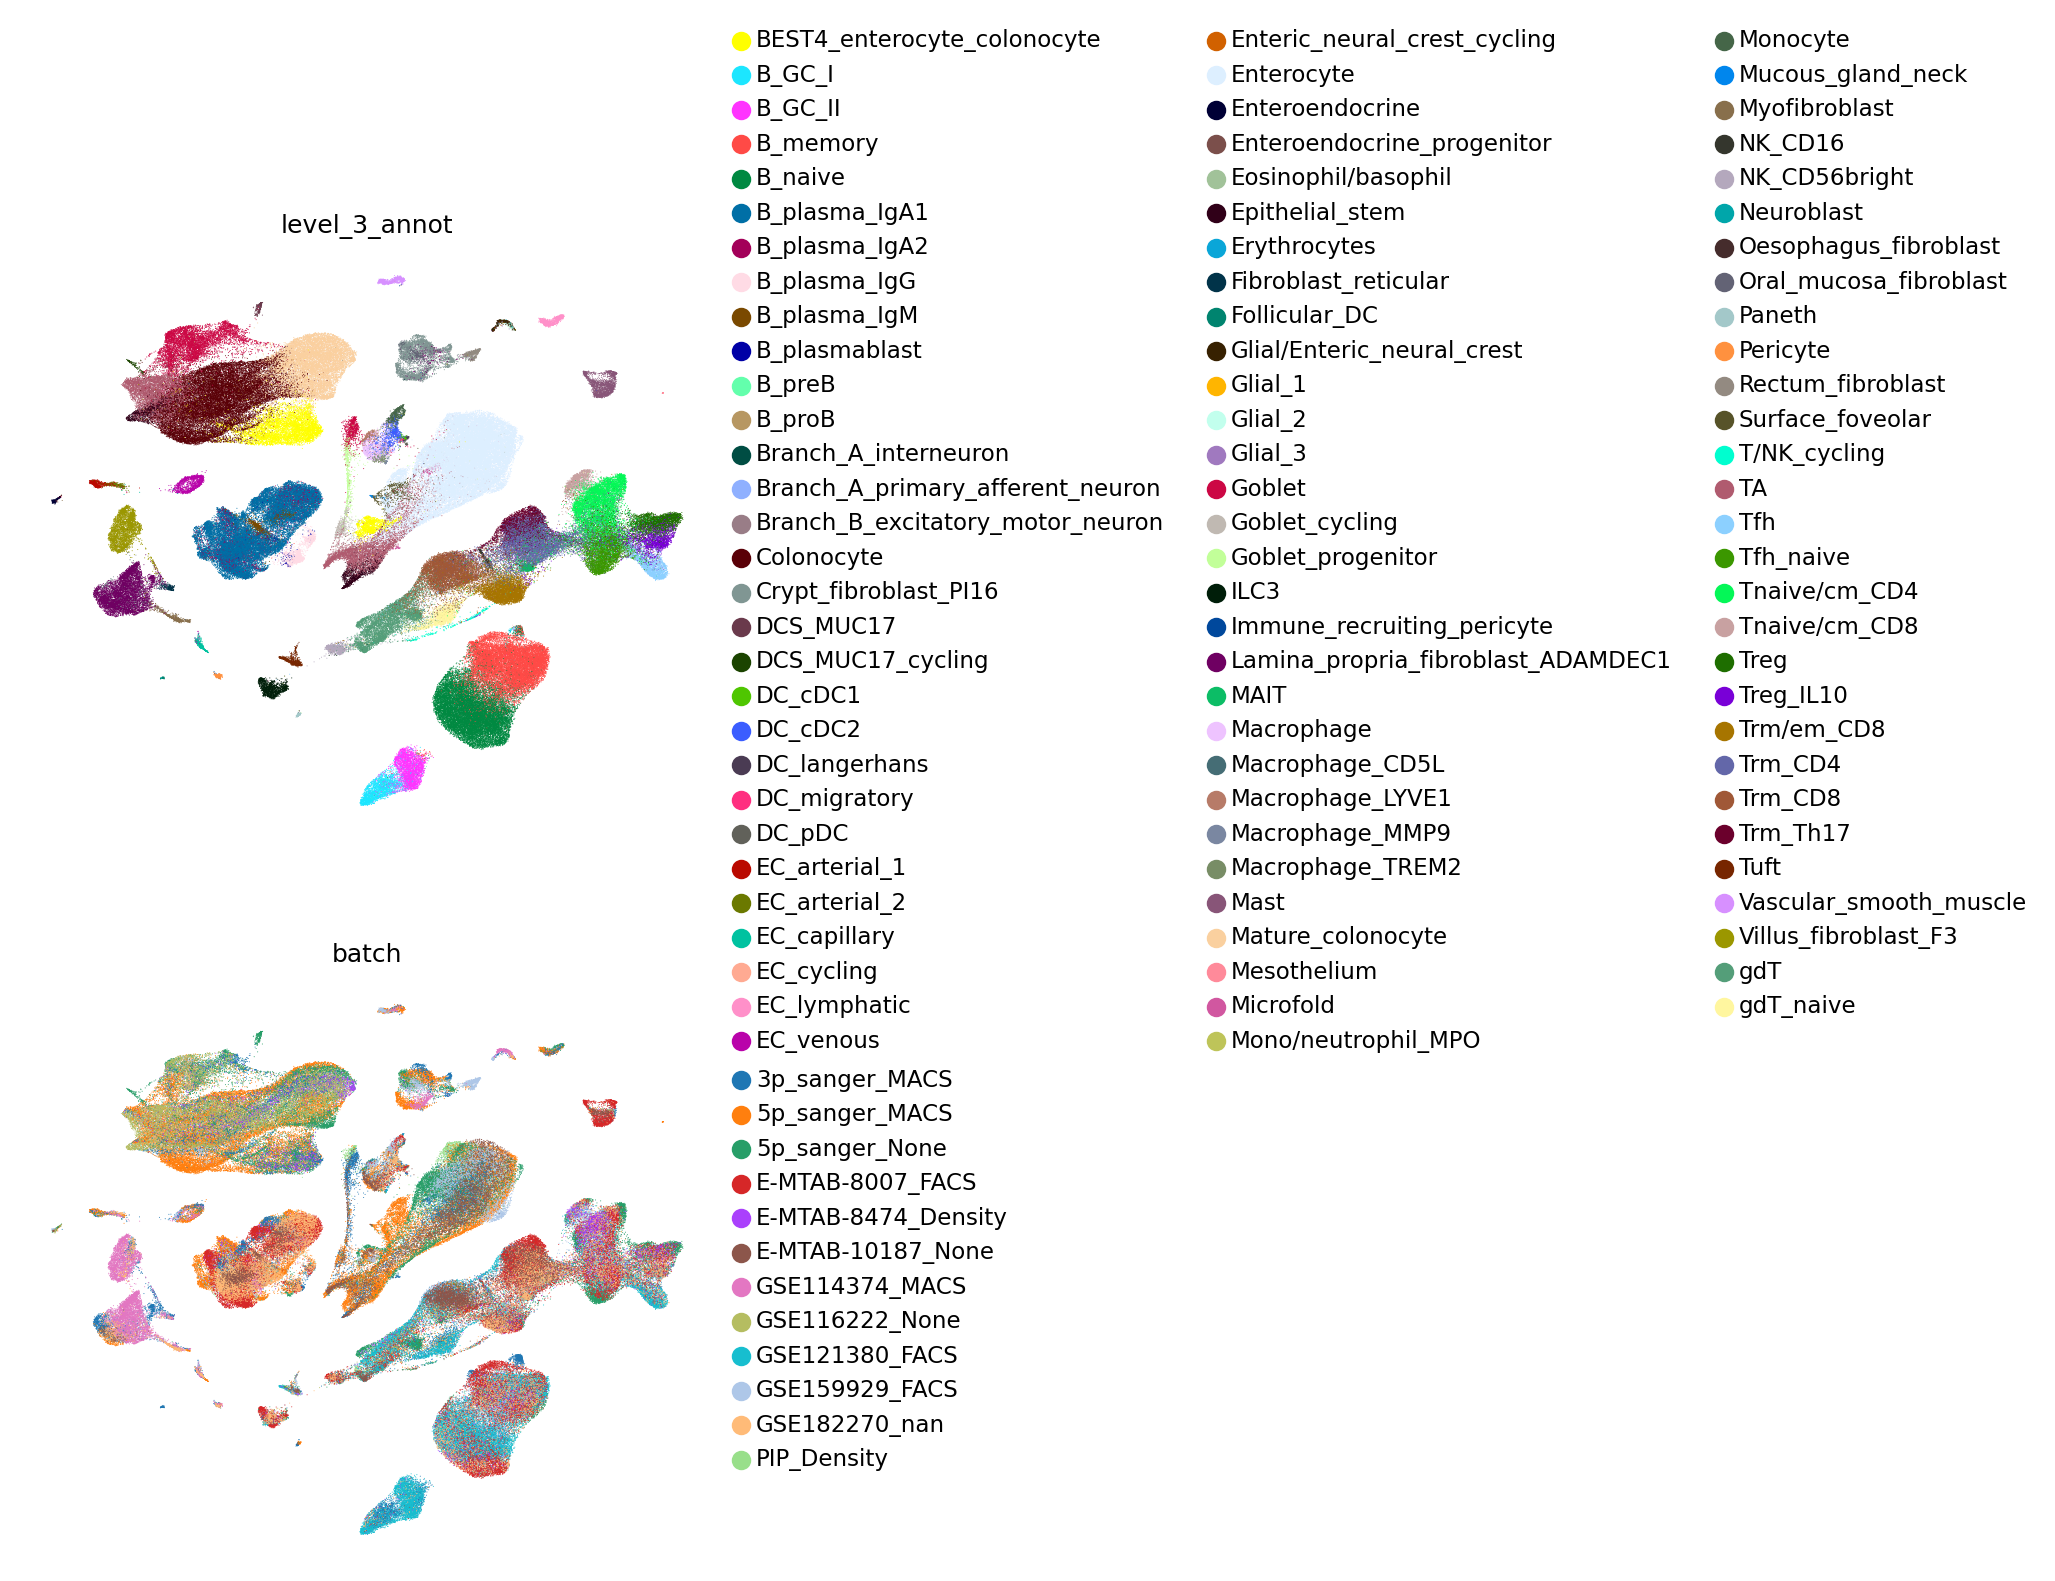 level_3_annot
BEST4_enterocyte_colonocyte
B_GC_I
B_GC_II
B_memory
B_naive
B_plasma_IgA1
B_plasma_IgA2
B_plasma_IgG
B_plasma_IgM
B_plasmablast
B_preB
B_proB
Branch_A_interneuron
Branch_A_primary_afferent_neuron
Branch_B_excitatory_motor_neuron
Colonocyte
Crypt_fibroblast_PI16
DCS_MUC17
DCS_MUC17_cycling
DC_cDC1
DC_cDC2
DC_langerhans
DC_migratory
DC_pDC
EC_arterial_1
EC_arterial_2
EC_capillary
EC_cycling
EC_lymphatic
EC_venous
Enteric_neural_crest_cycling
Enterocyte
Enteroendocrine
Enteroendocrine_progenitor
Eosinophil/basophil
Epithelial_stem
Erythrocytes
Fibroblast_reticular
Follicular_DC
Glial/Enteric_neural_crest
Glial_1
Glial_2
Glial_3
Goblet
Goblet_cycling
Goblet_progenitor
ILC3
Immune_recruiting_pericyte
Lamina_propria_fibroblast_ADAMDEC1
MAIT
Macrophage
Macrophage_CD5L
Macrophage_LYVE1
Macrophage_MMP9
Macrophage_TREM2
Mast
Mature_colonocyte
Mesothelium
Microfold
Mono/neutrophil_MPO
Monocyte
Mucous_gland_neck
Myofibroblast
NK_CD16
NK_CD56bright
Neuroblast
Oesophagus_fibroblast
Oral_mucosa_fibroblast
Paneth
Pericyte
Rectum_fibroblast
Surface_foveolar
T/NK_cycling
TA
Tfh
Tfh_naive
Tnaive/cm_CD4
Tnaive/cm_CD8
Treg
Treg_IL10
Trm/em_CD8
Trm_CD4
Trm_CD8
Trm_Th17
Tuft
Vascular_smooth_muscle
Villus_fibroblast_F3
gdT
gdT_naive
batch
3p_sanger_MACS
5p_sanger_MACS
5p_sanger_None
E-MTAB-8007_FACS
E-MTAB-8474_Density
E-MTAB-10187_None
GSE114374_MACS
GSE116222_None
GSE121380_FACS
GSE159929_FACS
GSE182270_nan
PIP_Density